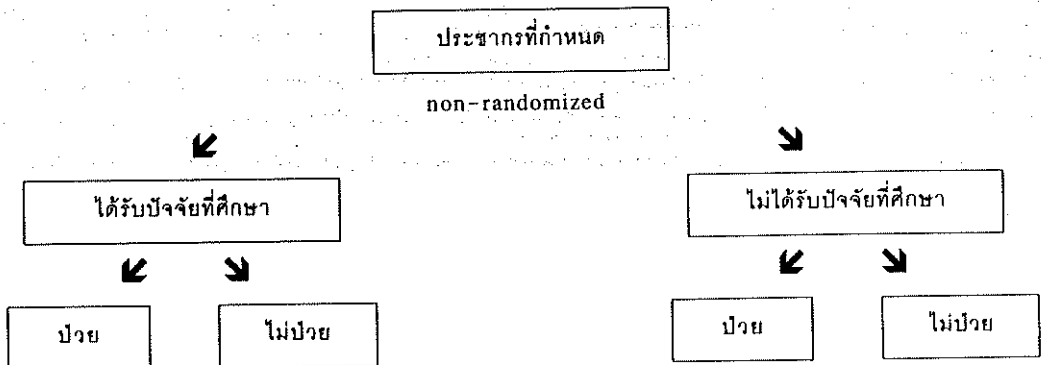 ประชากรที่กำหนด
non-randomized
ได้รับปัจจัยที่ศึกษา
ไม่ได้รับปัจจัยที่ศึกษา
ป่วย
ไม่ป่วย
ป่วย
ไม่ป่วย